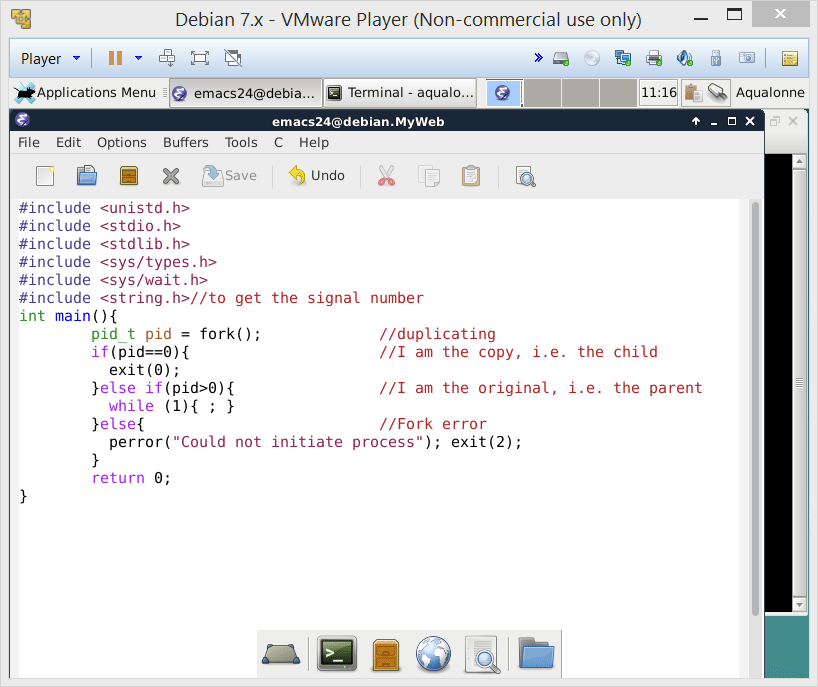 Debian 7.x - VMware Player (Non-commercial use only)
Player
Applications Menu emacs24@debia... Terminal - aqualo... 11:16 Aqualonne
emacs24@debian.MyWeb
File Edit Options Buffers Tools C Help
Save Undo
#include <unistd.h>
#include <stdio.h>
#include <stdlib.h>
#include <sys/types.h>
#include <sys/wait.h>
#include <string.h>//to get the signal number
int main(){
        pid_t pid = fork();             //duplicating
        if(pid==0){                     //I am the copy, i.e. the child
          exit(0);
        }else if(pid>0){                //I am the original, i.e. the parent
          while (1){ ; }
        }else{                          //Fork error
          perror("Could not initiate process"); exit(2);
        }
        return 0;
}